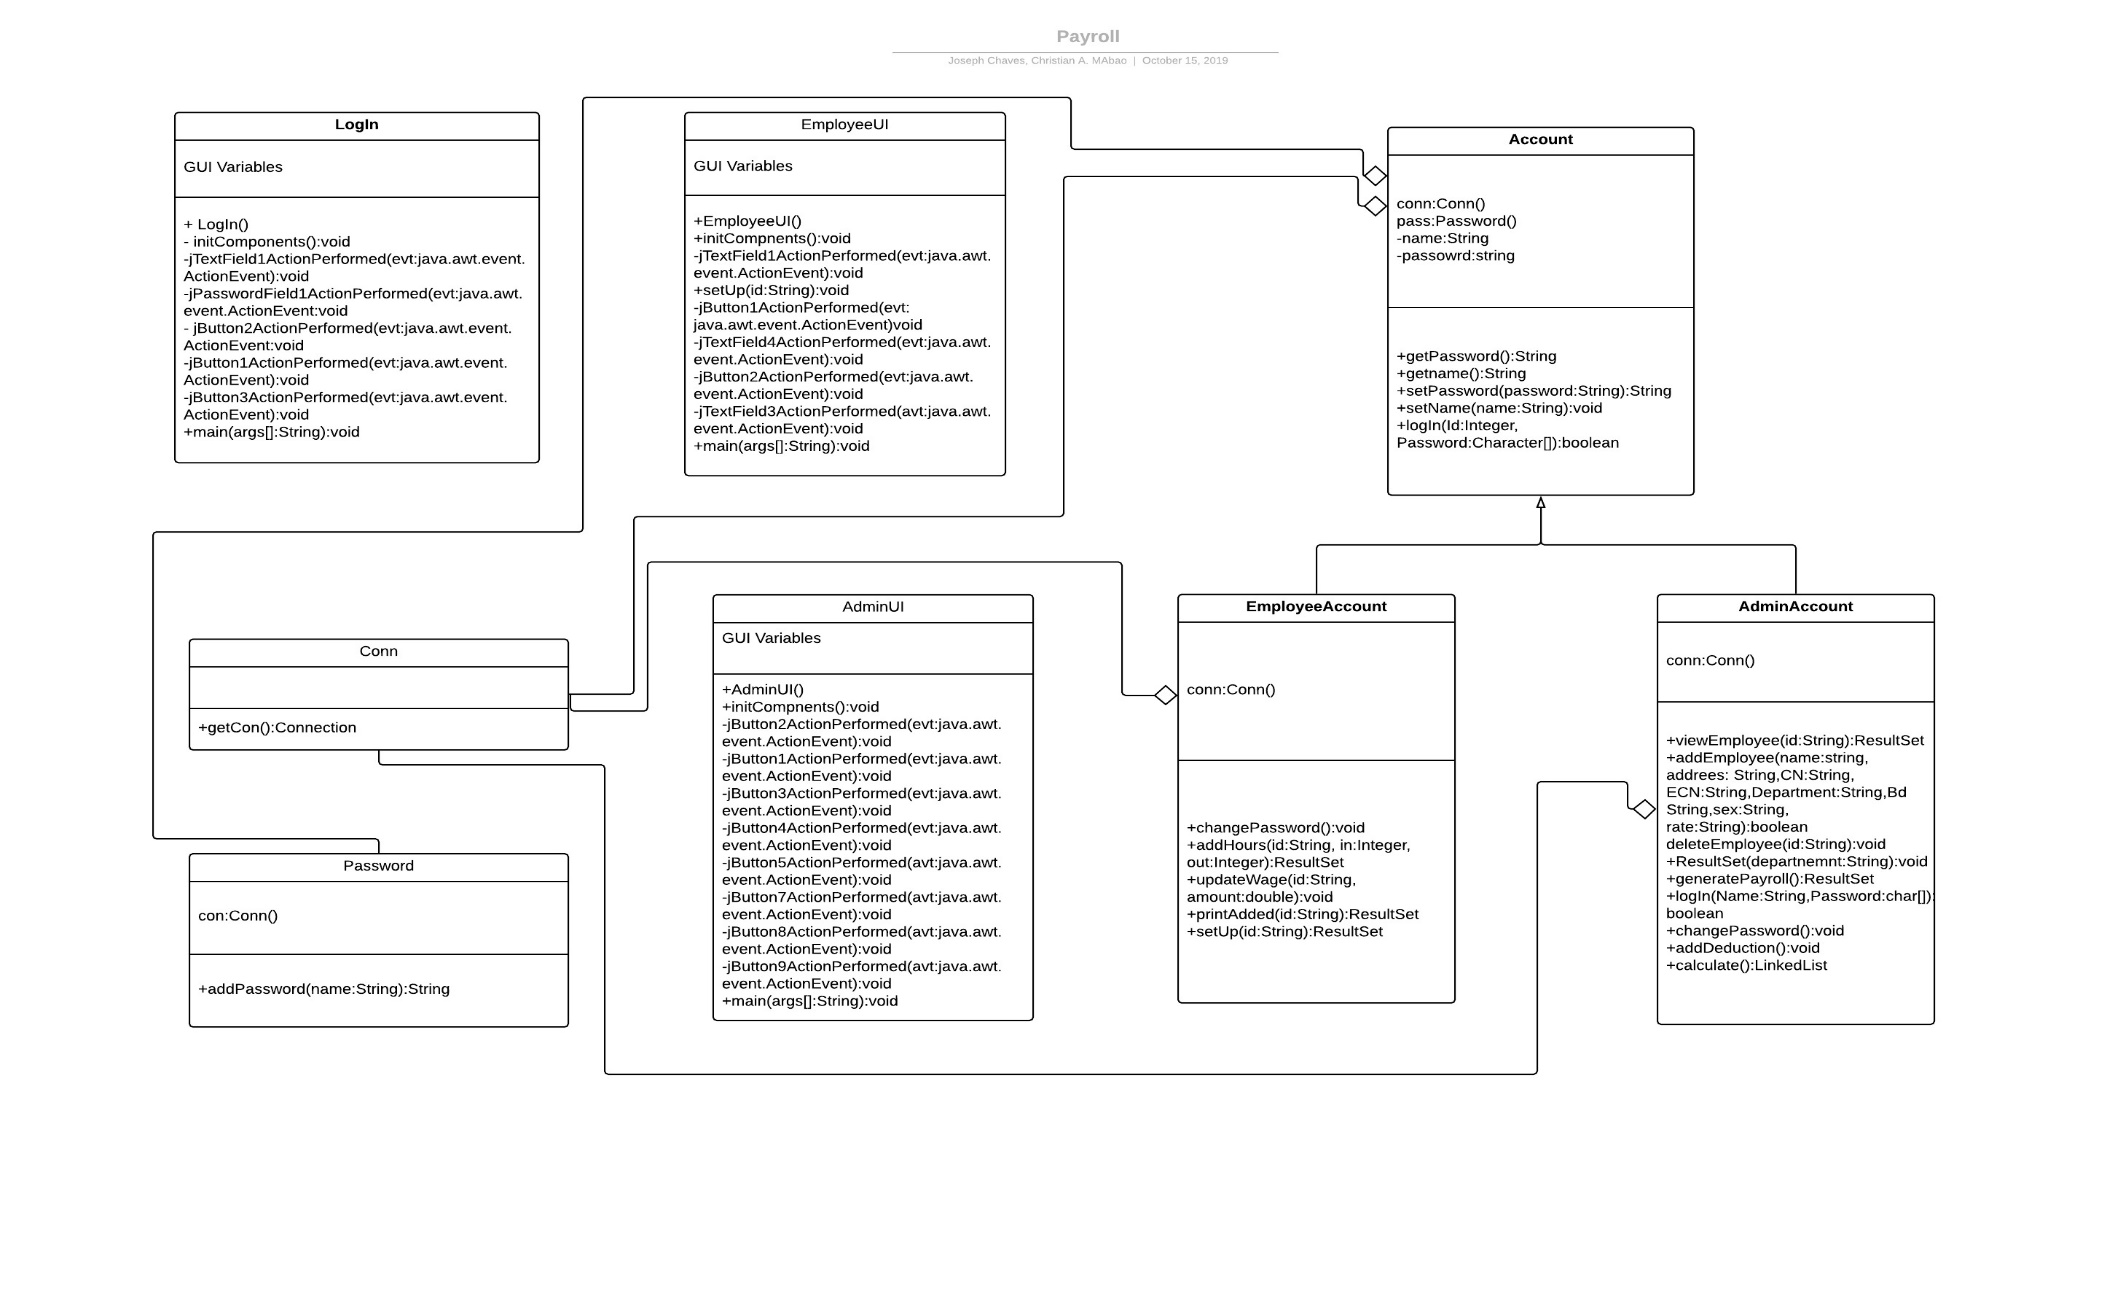 Payroll
Joseph Chaves, Christian A. MAbao | October 15, 2019
LogIn
GUI Variables
+ LogIn()
- initComponents():void
-jTextField1ActionPerformed(evt:java.awt.event.
ActionEvent):void
-jPasswordField1ActionPerformed(evt:java.awt.
event.ActionEvent:void
- jButton2ActionPerformed(evt:java.awt.event.
ActionEvent:void
-jButton1ActionPerformed(evt:java.awt.event.
ActionEvent):void
-jButton3ActionPerformed(evt:java.awt.event.
ActionEvent):void
+main(args[]:String):void
EmployeeUI
GUI Variables
+EmployeeUI()
+initCompnents():void
-jTextField1ActionPerformed(evt:java.awt.
event.ActionEvent):void
+setUp(id:String):void
-jButton1ActionPerformed(evt:
java.awt.event.ActionEvent)void
-jTextField4ActionPerformed(evt:java.awt.
event.ActionEvent):void
-jButton2ActionPerformed(evt:java.awt.
event.ActionEvent):void
-jTextField3ActionPerformed(avt:java.awt.
event.ActionEvent):void
+main(args[]:String):void
Account
conn:Conn()
pass:Password()
-name:String
-passowrd:string
+getPassword():String
+getname():String
+setPassword(password:String):String
+setName(name:String):void
+logIn(Id:Integer,
Password:Character[]):boolean
Conn
+getCon():Connection
Password
con:Conn()
+addPassword(name:String):String
AdminUI
GUI Variables
+AdminUI()
+initCompnents():void
-jButton2ActionPerformed(evt:java.awt.
event.ActionEvent):void
-jButton1ActionPerformed(evt:java.awt.
event.ActionEvent):void
-jButton3ActionPerformed(evt:java.awt.
event.ActionEvent):void
-jButton4ActionPerformed(evt:java.awt.
event.ActionEvent):void
-jButton5ActionPerformed(avt:java.awt.
event.ActionEvent):void
-jButton7ActionPerformed(avt:java.awt.
event.ActionEvent):void
-jButton8ActionPerformed(avt:java.awt.
event.ActionEvent):void
-jButton9ActionPerformed(avt:java.awt.
event.ActionEvent):void
+main(args[]:String):void
EmployeeAccount
conn:Conn()
+changePassword():void
+addHours(id:String, in:Integer,
out:Integer):ResultSet
+updateWage(id:String,
amount:double):void
+printAdded(id:String):ResultSet
+setUp(id:String):ResultSet
AdminAccount
conn:Conn()
+viewEmployee(id:String):ResultSet
+addEmployee(name:string,
addrees: String,CN:String,
ECN:String,Department:String,Bd
String,sex:String,
rate:String):boolean
deleteEmployee(id:String):void
+ResultSet(departnemnt:String):void
+generatePayroll():ResultSet
+logIn(Name:String,Password:char[]):
boolean
+changePassword():void
+addDeduction():void
+calculate():LinkedList